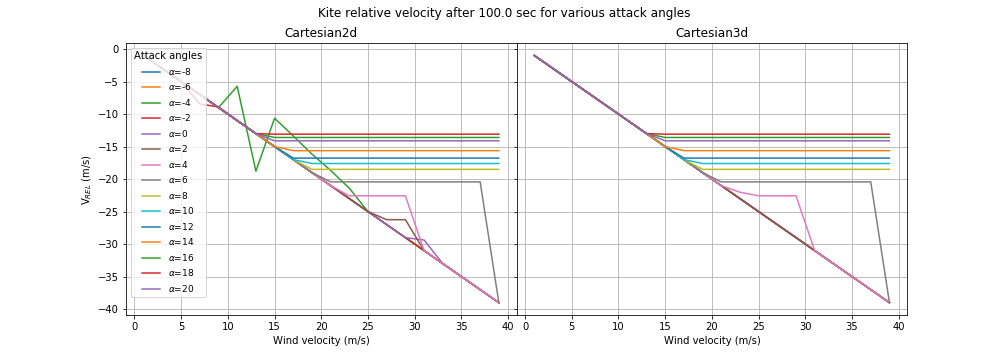 Kite relative velocity after 100.0 sec for various attack angles
Cartesian2d
Cartesian3d
Attack angles
α=-8
α=-6
α=-4
α=-2
α=0
α=2
α=4
α=6
α=8
α=10
α=12
α=14
α=16
α=18
α=20
V_REL (m/s)
0
−5
−10
−15
−20
−25
−30
−35
−40
0 5 10 15 20 25 30 35 40
0 5 10 15 20 25 30 35 40
Wind velocity (m/s)
Wind velocity (m/s)